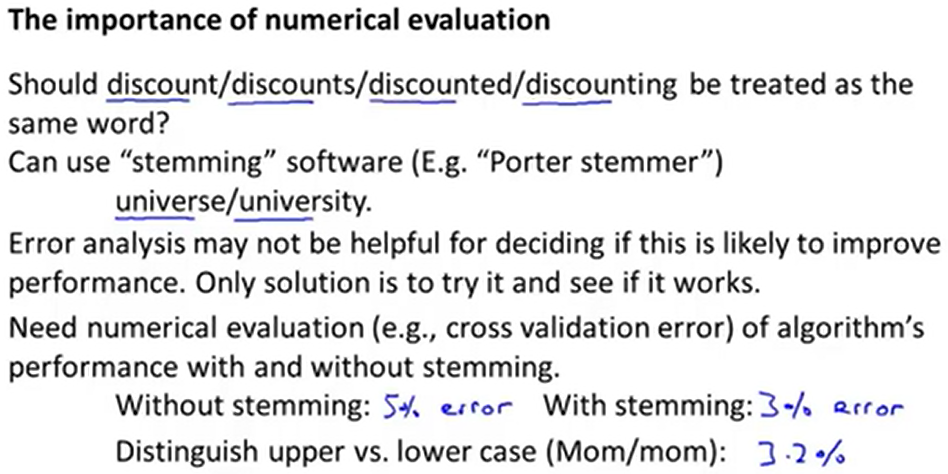 The importance of numerical evaluation
Should discount/discounts/discounted/discounting be treated as the
same word?
Can use “stemming” software (E.g. “Porter stemmer”)
universe/university.
Error analysis may not be helpful for deciding if this is likely to improve
performance. Only solution is to try it and see if it works.
Need numerical evaluation (e.g., cross validation error) of algorithm’s
performance with and without stemming.
Without stemming: 5% error With stemming: 3% error
Distinguish upper vs. lower case (Mom/mom): 3.2%